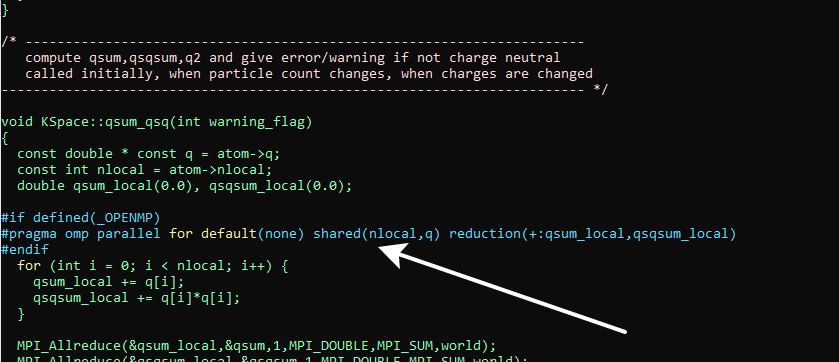 }
/* -----------------------------------------------------------------------
compute qsum,qsqsum,q2 and give error/warning if not charge neutral
called initially, when particle count changes, when charges are changed
------------------------------------------------------------------------- */
void KSpace::qsum_qsq(int warning_flag)
{
const double * const q = atom->q;
const int nlocal = atom->nlocal;
double qsum_local(0.0), qsqsum_local(0.0);
#if defined(_OPENMP)
#pragma omp parallel for default(none) shared(nlocal,q) reduction(+:qsum_local,qsqsum_local)
#endif
for (int i = 0; i < nlocal; i++) {
qsum_local += q[i];
qsqsum_local += q[i]*q[i];
}
MPI_Allreduce(&qsum_local,&qsum,1,MPI_DOUBLE,MPI_SUM,world);
MPI_Allreduce(&qsqsum_local,&qsqsum,1,MPI_DOUBLE,MPI_SUM,world);